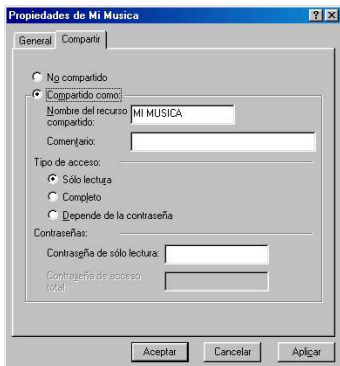 Propiedades de Mi Musica
General Compartir
No compartido
Compartido como:
Nombre del recurso
compartido:
MI MUSICA
Comentario:
Tipo de acceso:
Sólo lectura
Completo
Depende de la contraseña
Contraseñas:
Contraseña de sólo lectura:
Contraseña de acceso
total:
Aceptar Cancelar Aplicar